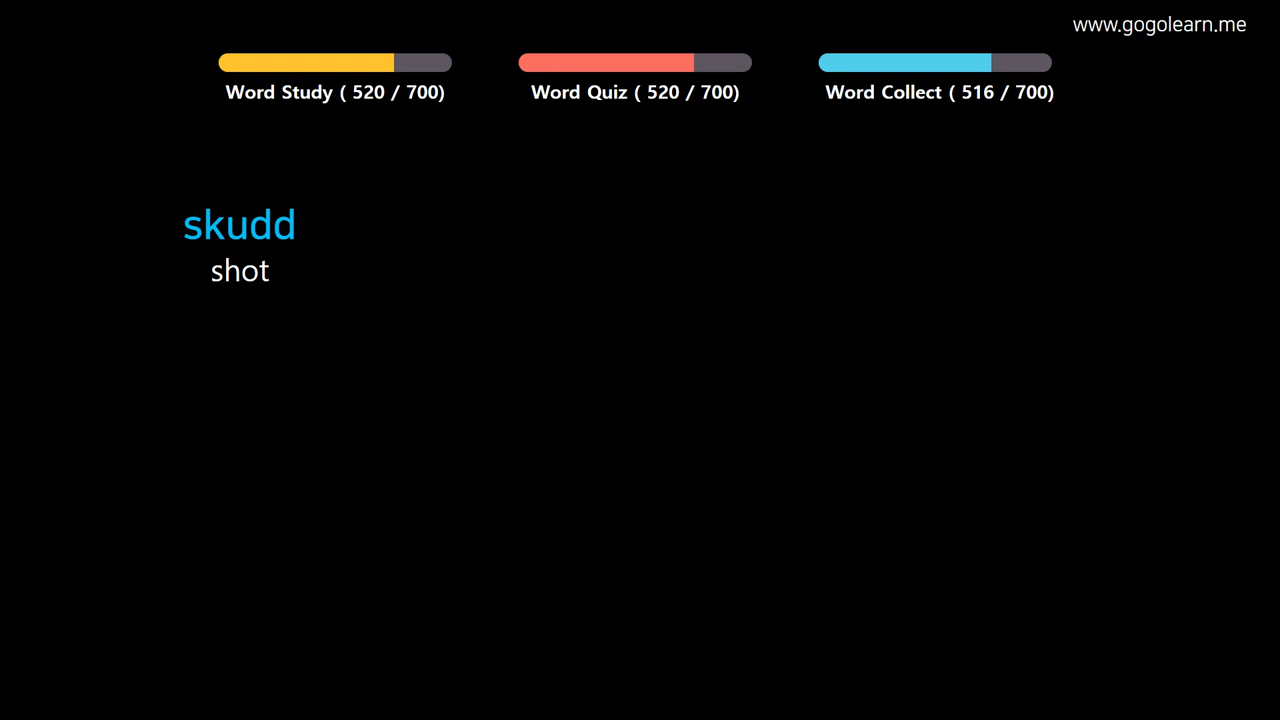 www.gogolearn.me
Word Study ( 520 / 700)
Word Quiz ( 520 / 700)
Word Collect ( 516 / 700)
skudd
shot